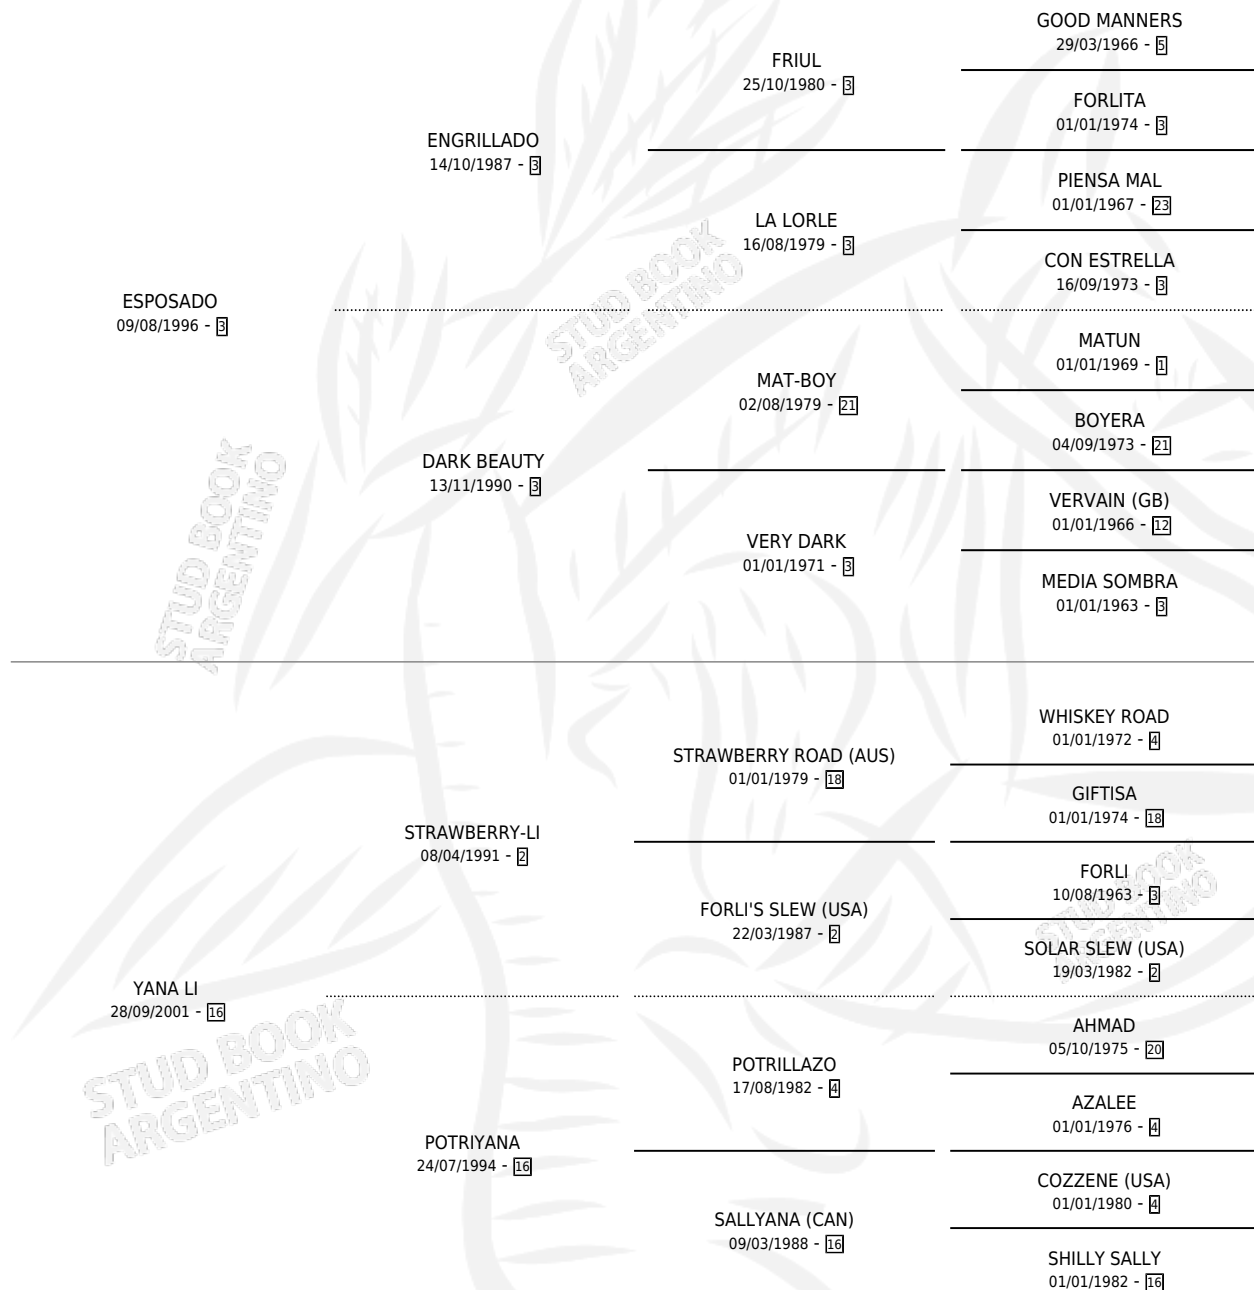 GOOD MANNERS
29/03/1966 - 5
FRIUL
25/10/1980 - 3
FORLITA
01/01/1974 - 3
ENGRILLADO
14/10/1987 - 3
PIENSA MAL
01/01/1967 - 23
LA LORLE
16/08/1979 - 3
CON ESTRELLA
16/09/1973 - 3
ESPOSADO
09/08/1996 - 3
MATUN
01/01/1969 - 1
MAT-BOY
02/08/1979 - 21
BOYERA
04/09/1973 - 21
DARK BEAUTY
13/11/1990 - 3
VERVAIN (GB)
01/01/1966 - 12
VERY DARK
01/01/1971 - 3
MEDIA SOMBRA
01/01/1963 - 3
STUD BOOK
ARGENTINO
STUD BOOK
ARGENTINO
WHISKEY ROAD
01/01/1972 - 4
STRAWBERRY ROAD (AUS)
01/01/1979 - 18
GIFTISA
01/01/1974 - 18
STRAWBERRY-LI
08/04/1991 - 2
FORLI
10/08/1963 - 3
FORLI'S SLEW (USA)
22/03/1987 - 2
SOLAR SLEW (USA)
19/03/1982 - 2
STUD BOOK
ARGENTINO
YANA LI
28/09/2001 - 16
AHMAD
05/10/1975 - 20
POTRILLAZO
17/08/1982 - 4
AZALEE
01/01/1976 - 4
STUD BOOK
ARGENTINO
POTRIYANA
24/07/1994 - 16
COZZENE (USA)
01/01/1980 - 4
SALLYANA (CAN)
09/03/1988 - 16
SHILLY SALLY
01/01/1982 - 16